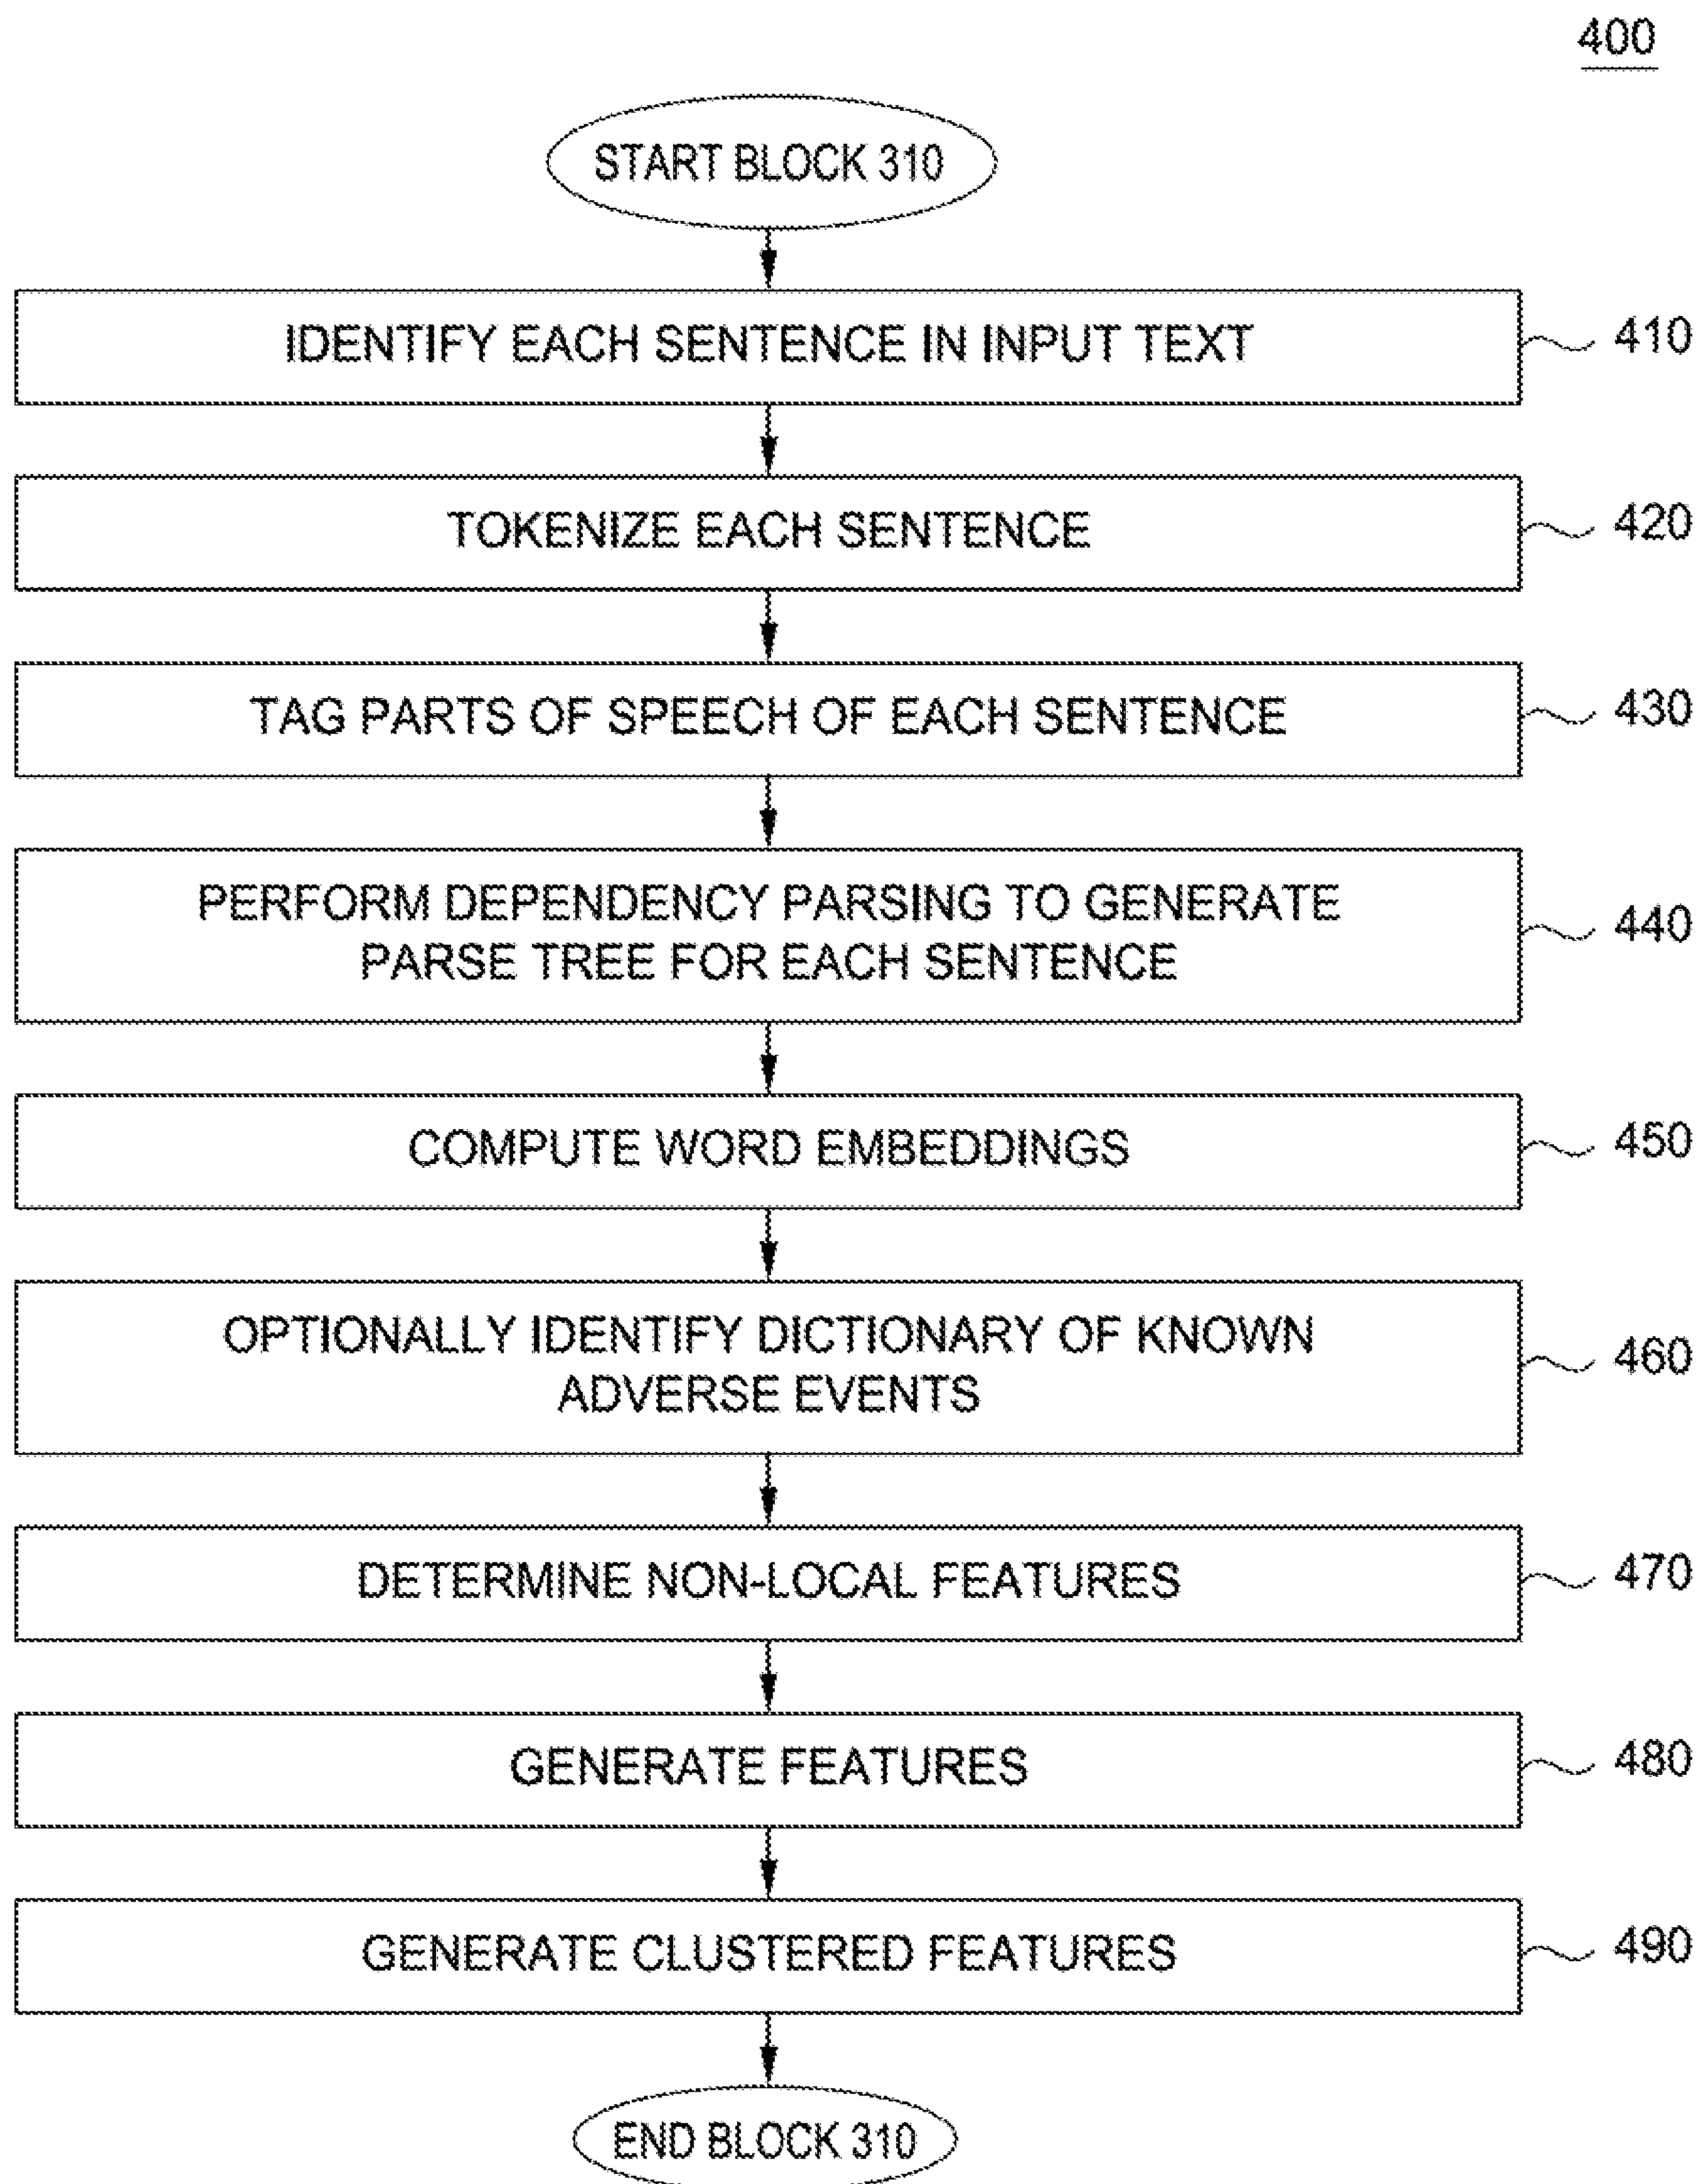 400
START BLOCK 310
IDENTIFY EACH SENTENCE IN INPUT TEXT
410
TOKENIZE EACH SENTENCE
420
TAG PARTS OF SPEECH OF EACH SENTENCE
430
PERFORM DEPENDENCY PARSING TO GENERATE
PARSE TREE FOR EACH SENTENCE
440
COMPUTE WORD EMBEDDINGS
450
OPTIONALLY IDENTIFY DICTIONARY OF KNOWN
ADVERSE EVENTS
460
DETERMINE NON-LOCAL FEATURES
470
GENERATE FEATURES
480
GENERATE CLUSTERED FEATURES
490
END BLOCK 310